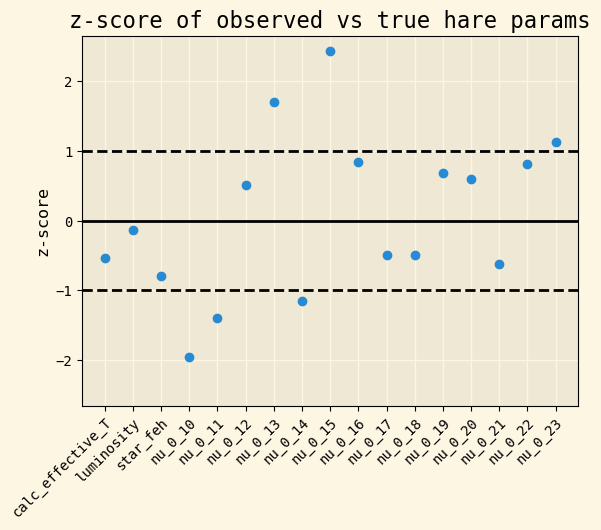 z-score of observed vs true hare params
z-score
2
1
0
−1
−2
calc_effective_T
luminosity
star_feh
nu_0_10
nu_0_11
nu_0_12
nu_0_13
nu_0_14
nu_0_15
nu_0_16
nu_0_17
nu_0_18
nu_0_19
nu_0_20
nu_0_21
nu_0_22
nu_0_23